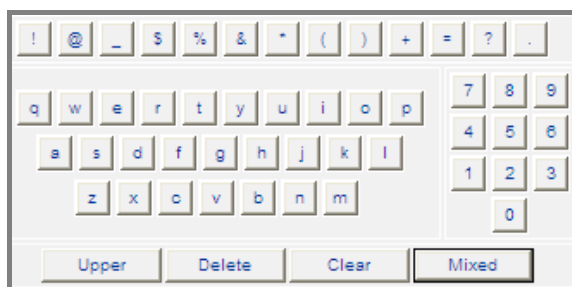 ! @ _ $ % & * ( ) + = ? .
q w e r t y u i o p
a s d f g h j k l
z x c v b n m
7 8 9
4 5 6
1 2 3
0
Upper Delete Clear Mixed